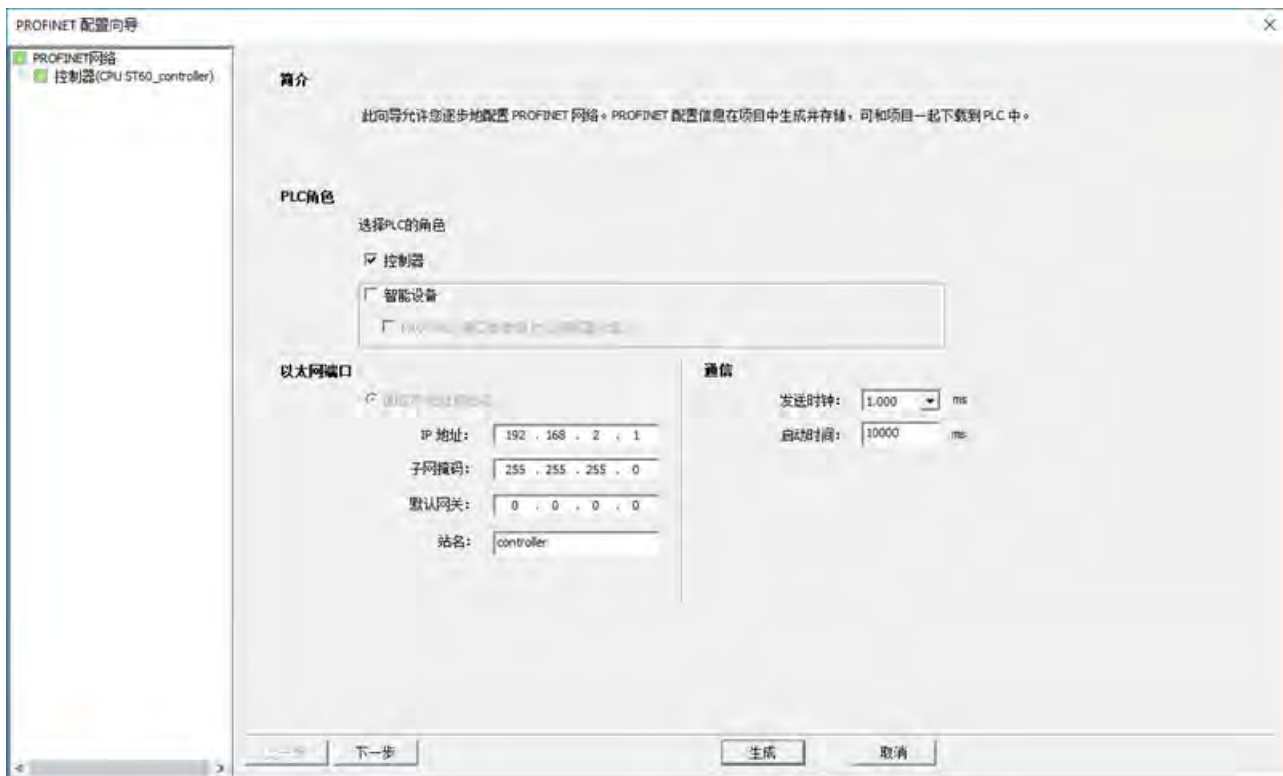 PROFINET 配置向导
PROFINET网络
控制器(CPU ST60_controller)
简介
此向导允许您逐步地配置 PROFINET 网络。PROFINET 配置信息在项目中生成并存储，可和项目一起下载到 PLC 中。
PLC角色
选择PLC的角色
控制器
智能设备
以太网端口
IP 地址: 192 . 168 . 2 . 1
子网掩码: 255 . 255 . 255 . 0
默认网关: 0 . 0 . 0 . 0
站名: controller
通信
发送时钟: 1.000 ms
启动时间: 10000 ms
上一步 下一步 生成 取消